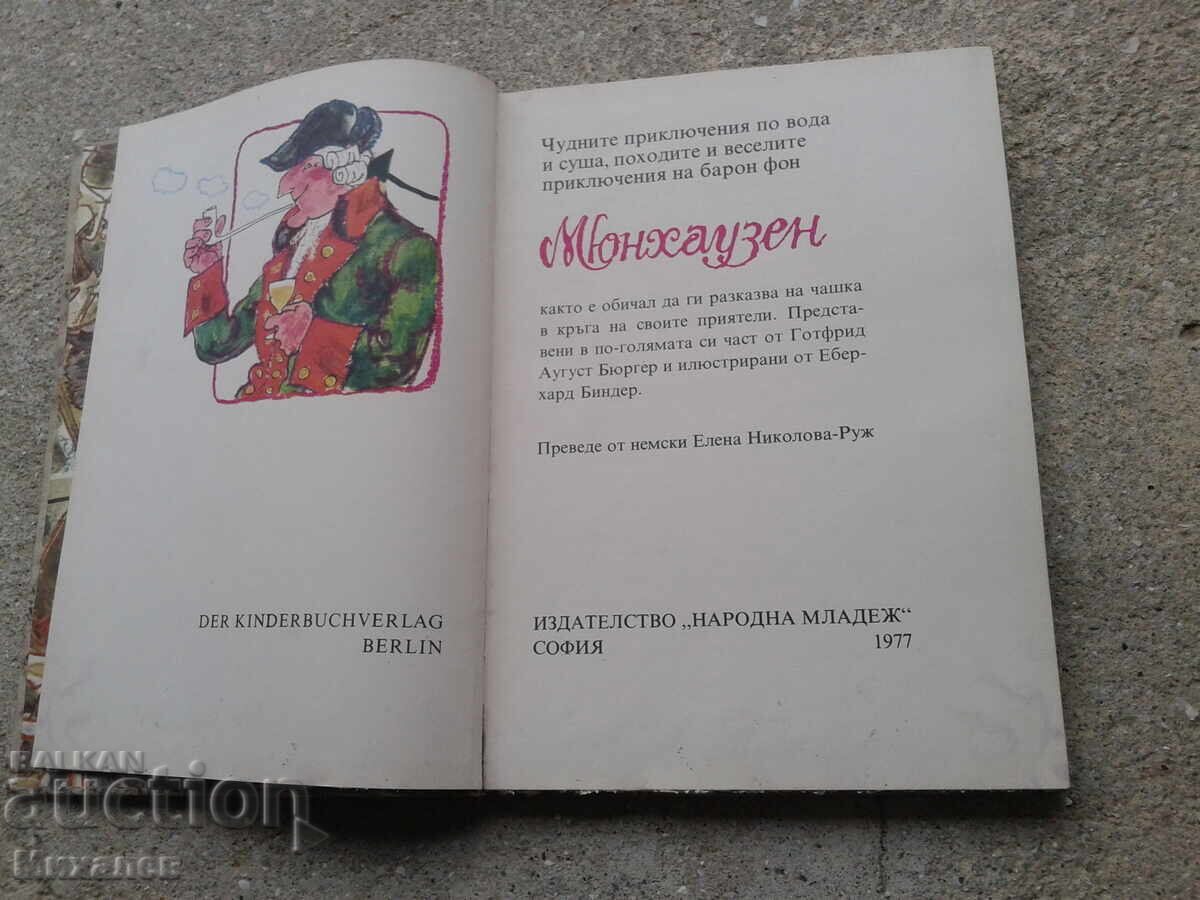 DER KINDERBUCHVERLAG
BERLIN
Чудните приключения по вода
и суша, походите и веселите
приключения на барон фон
Мюнхаузен
както е обичал да ги разказва на чашка
в кръга на своите приятели. Предста-
вени в по-голямата си част от Готфрид
Аугуст Бюргер и илюстрирани от Ебер-
хард Биндер.
Преведе от немски Елена Николова-Руж
ИЗДАТЕЛСТВО „НАРОДНА МЛАДЕЖ“
СОФИЯ 1977
BALKAN
auction
Михалев